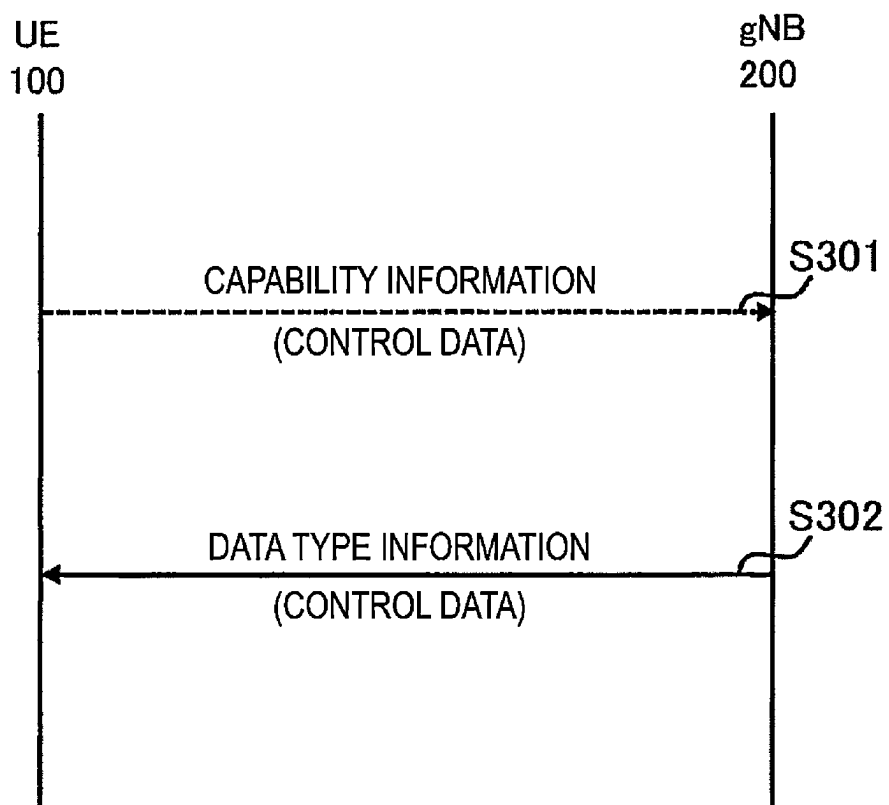 UE
100
gNB
200
S301
CAPABILITY INFORMATION
(CONTROL DATA)
S302
DATA TYPE INFORMATION
(CONTROL DATA)